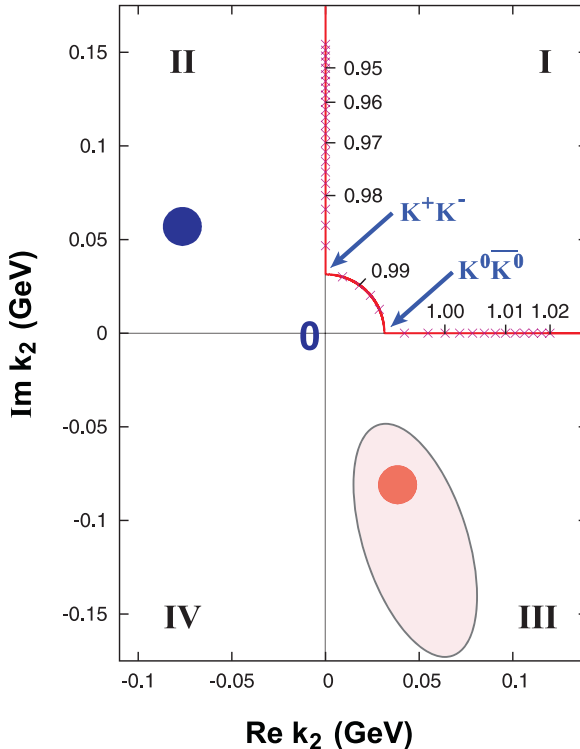 II
I
0.15
0.95
0.96
0.1
0.97
0.98
K⁺K⁻
0.05
0.99
K⁰K̅⁰
1.00
1.01
1.02
0
0
-0.05
-0.1
-0.15
IV
III
-0.1
-0.05
0
0.05
0.1
Re k₂ (GeV)
Im k₂ (GeV)